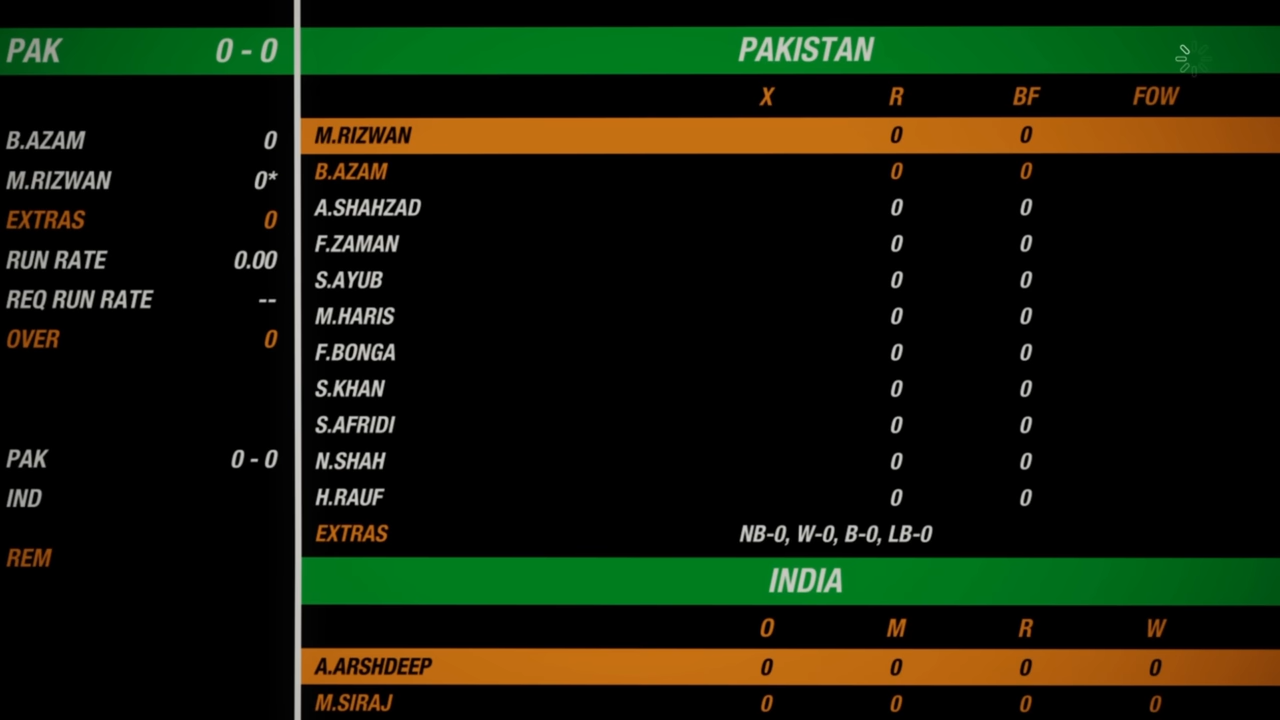 PAK 0 - 0
B.AZAM 0
M.RIZWAN 0*
EXTRAS 0
RUN RATE 0.00
REQ RUN RATE --
OVER 0
PAK 0 - 0
IND
REM
PAKISTAN
X R BF FOW
M.RIZWAN 0 0
B.AZAM 0 0
A.SHAHZAD 0 0
F.ZAMAN 0 0
S.AYUB 0 0
M.HARIS 0 0
F.BONGA 0 0
S.KHAN 0 0
S.AFRIDI 0 0
N.SHAH 0 0
H.RAUF 0 0
EXTRAS NB-0, W-0, B-0, LB-0
INDIA
O M R W
A.ARSHDEEP 0 0 0 0
M.SIRAJ 0 0 0 0